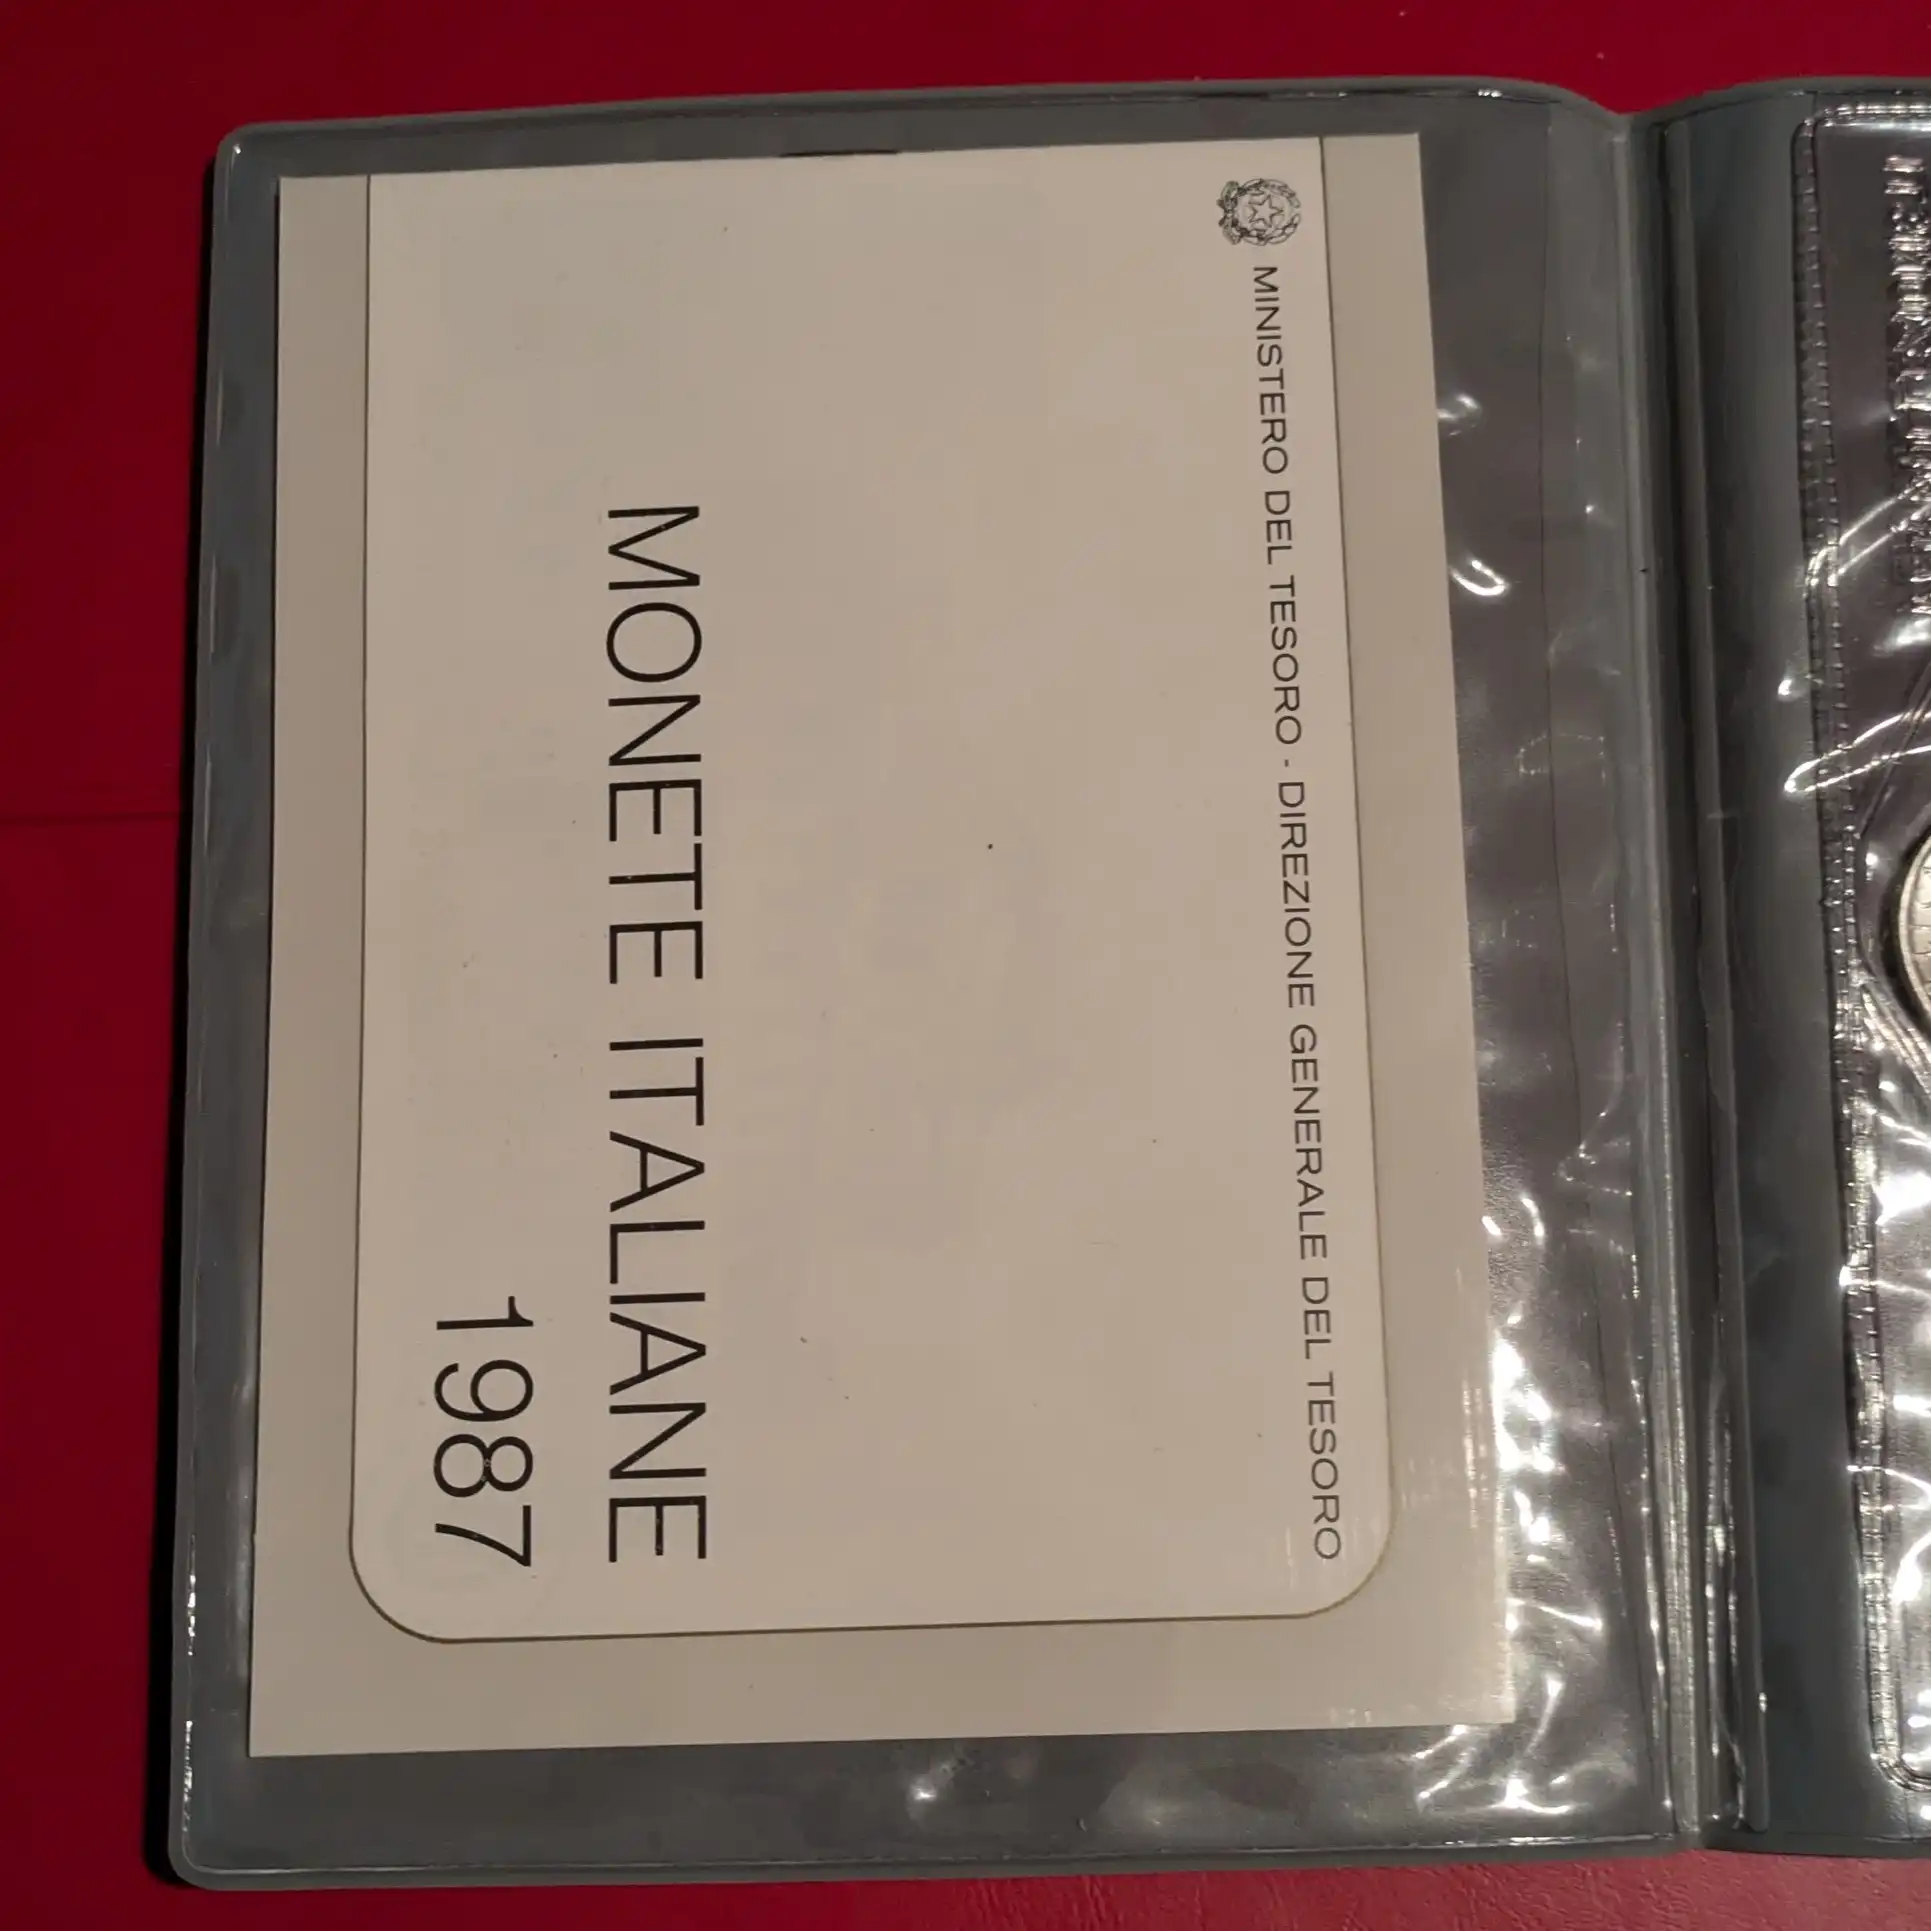 MINISTERO DEL TESORO - DIREZIONE GENERALE DEL TESORO
MONETE ITALIANE
1987